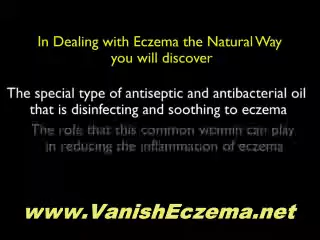 In Dealing with Eczema the Natural Way
you will discover
The special type of antiseptic and antibacterial oil
that is disinfecting and soothing to eczema
The role that this common vitamin can play
in reducing the inflammation of eczema
www.VanishEczema.net